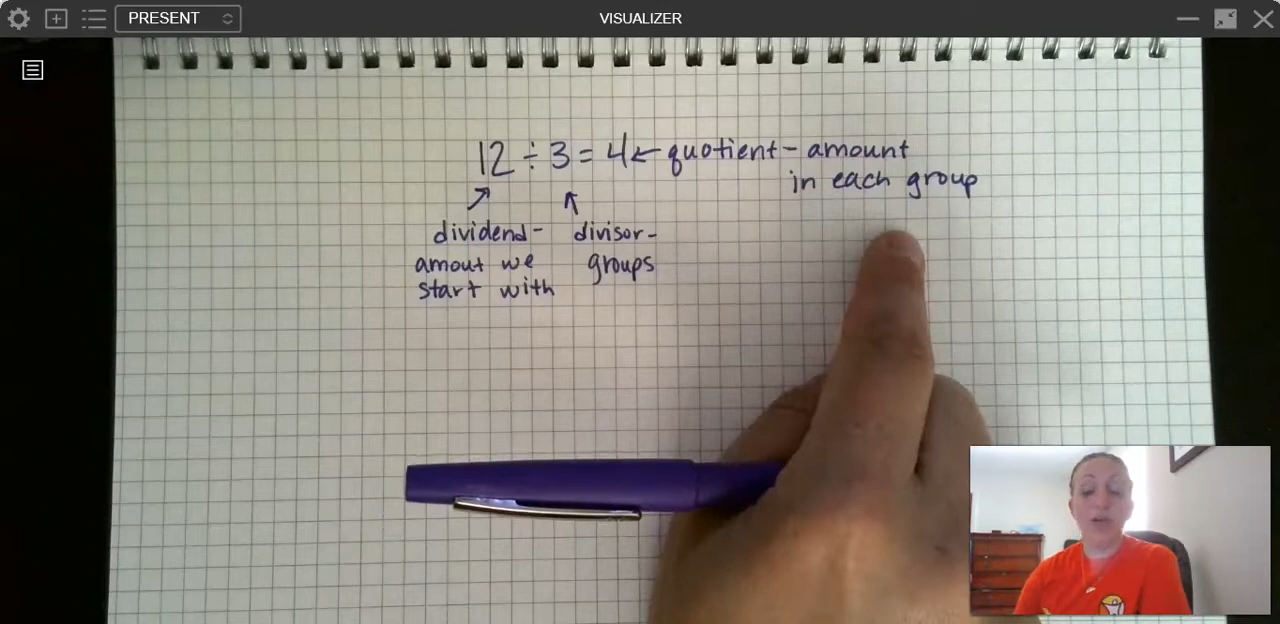 PRESENT
VISUALIZER
12 ÷ 3 = 4 ← quotient - amount
in each group
dividend- divisor-
amout we groups
start with